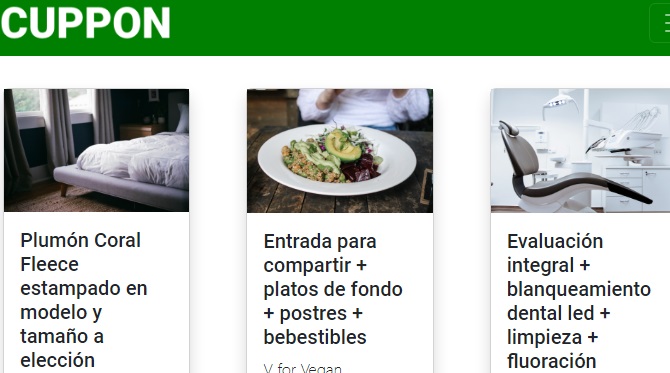 CUPPON
Plumón Coral
Fleece
estampado en
modelo y
tamaño a
elección
Entrada para
compartir +
platos de fondo
+ postres +
bebestibles
V for Vegan
Evaluación
integral +
blanqueamiento
dental led +
limpieza +
fluoración